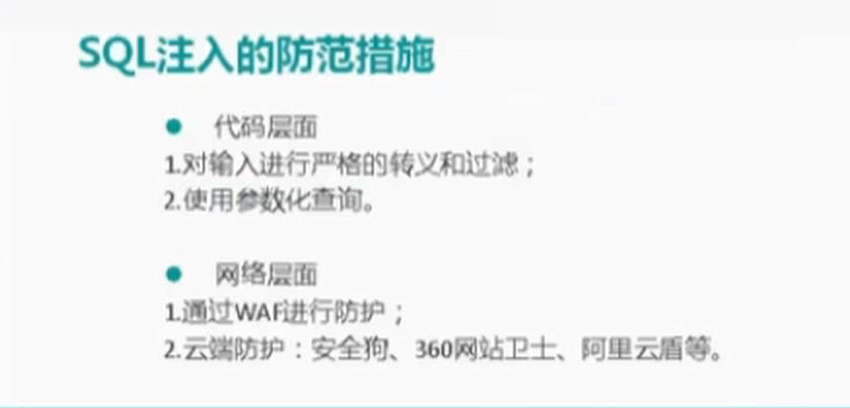 SQL注入的防范措施
● 代码层面
1.对输入进行严格的转义和过滤；
2.使用参数化查询。
● 网络层面
1.通过WAF进行防护；
2.云端防护：安全狗、360网站卫士、阿里云盾等。